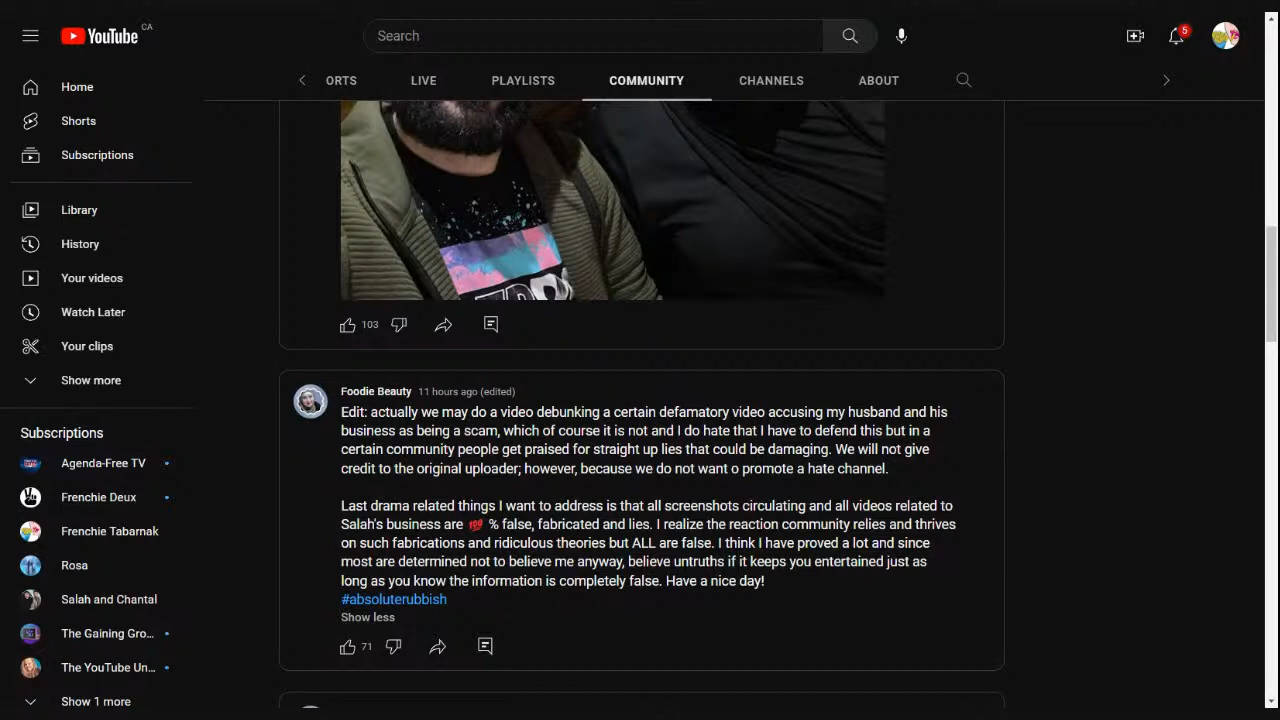 YouTube CA
Search
5
Home
Shorts
Subscriptions
Library
History
Your videos
Watch Later
Your clips
Show more
Subscriptions
Agenda-Free TV
Frenchie Deux
Frenchie Tabarnak
Rosa
Salah and Chantal
The Gaining Gro...
The YouTube Un...
Show 1 more
ORTS LIVE PLAYLISTS COMMUNITY CHANNELS ABOUT
103
Foodie Beauty 11 hours ago (edited)
Edit: actually we may do a video debunking a certain defamatory video accusing my husband and his
business as being a scam, which of course it is not and I do hate that I have to defend this but in a
certain community people get praised for straight up lies that could be damaging. We will not give
credit to the original uploader; however, because we do not want o promote a hate channel.
Last drama related things I want to address is that all screenshots circulating and all videos related to
Salah's business are 💯 % false, fabricated and lies. I realize the reaction community relies and thrives
on such fabrications and ridiculous theories but ALL are false. I think I have proved a lot and since
most are determined not to believe me anyway, believe untruths if it keeps you entertained just as
long as you know the information is completely false. Have a nice day!
#absoluterubbish
Show less
71